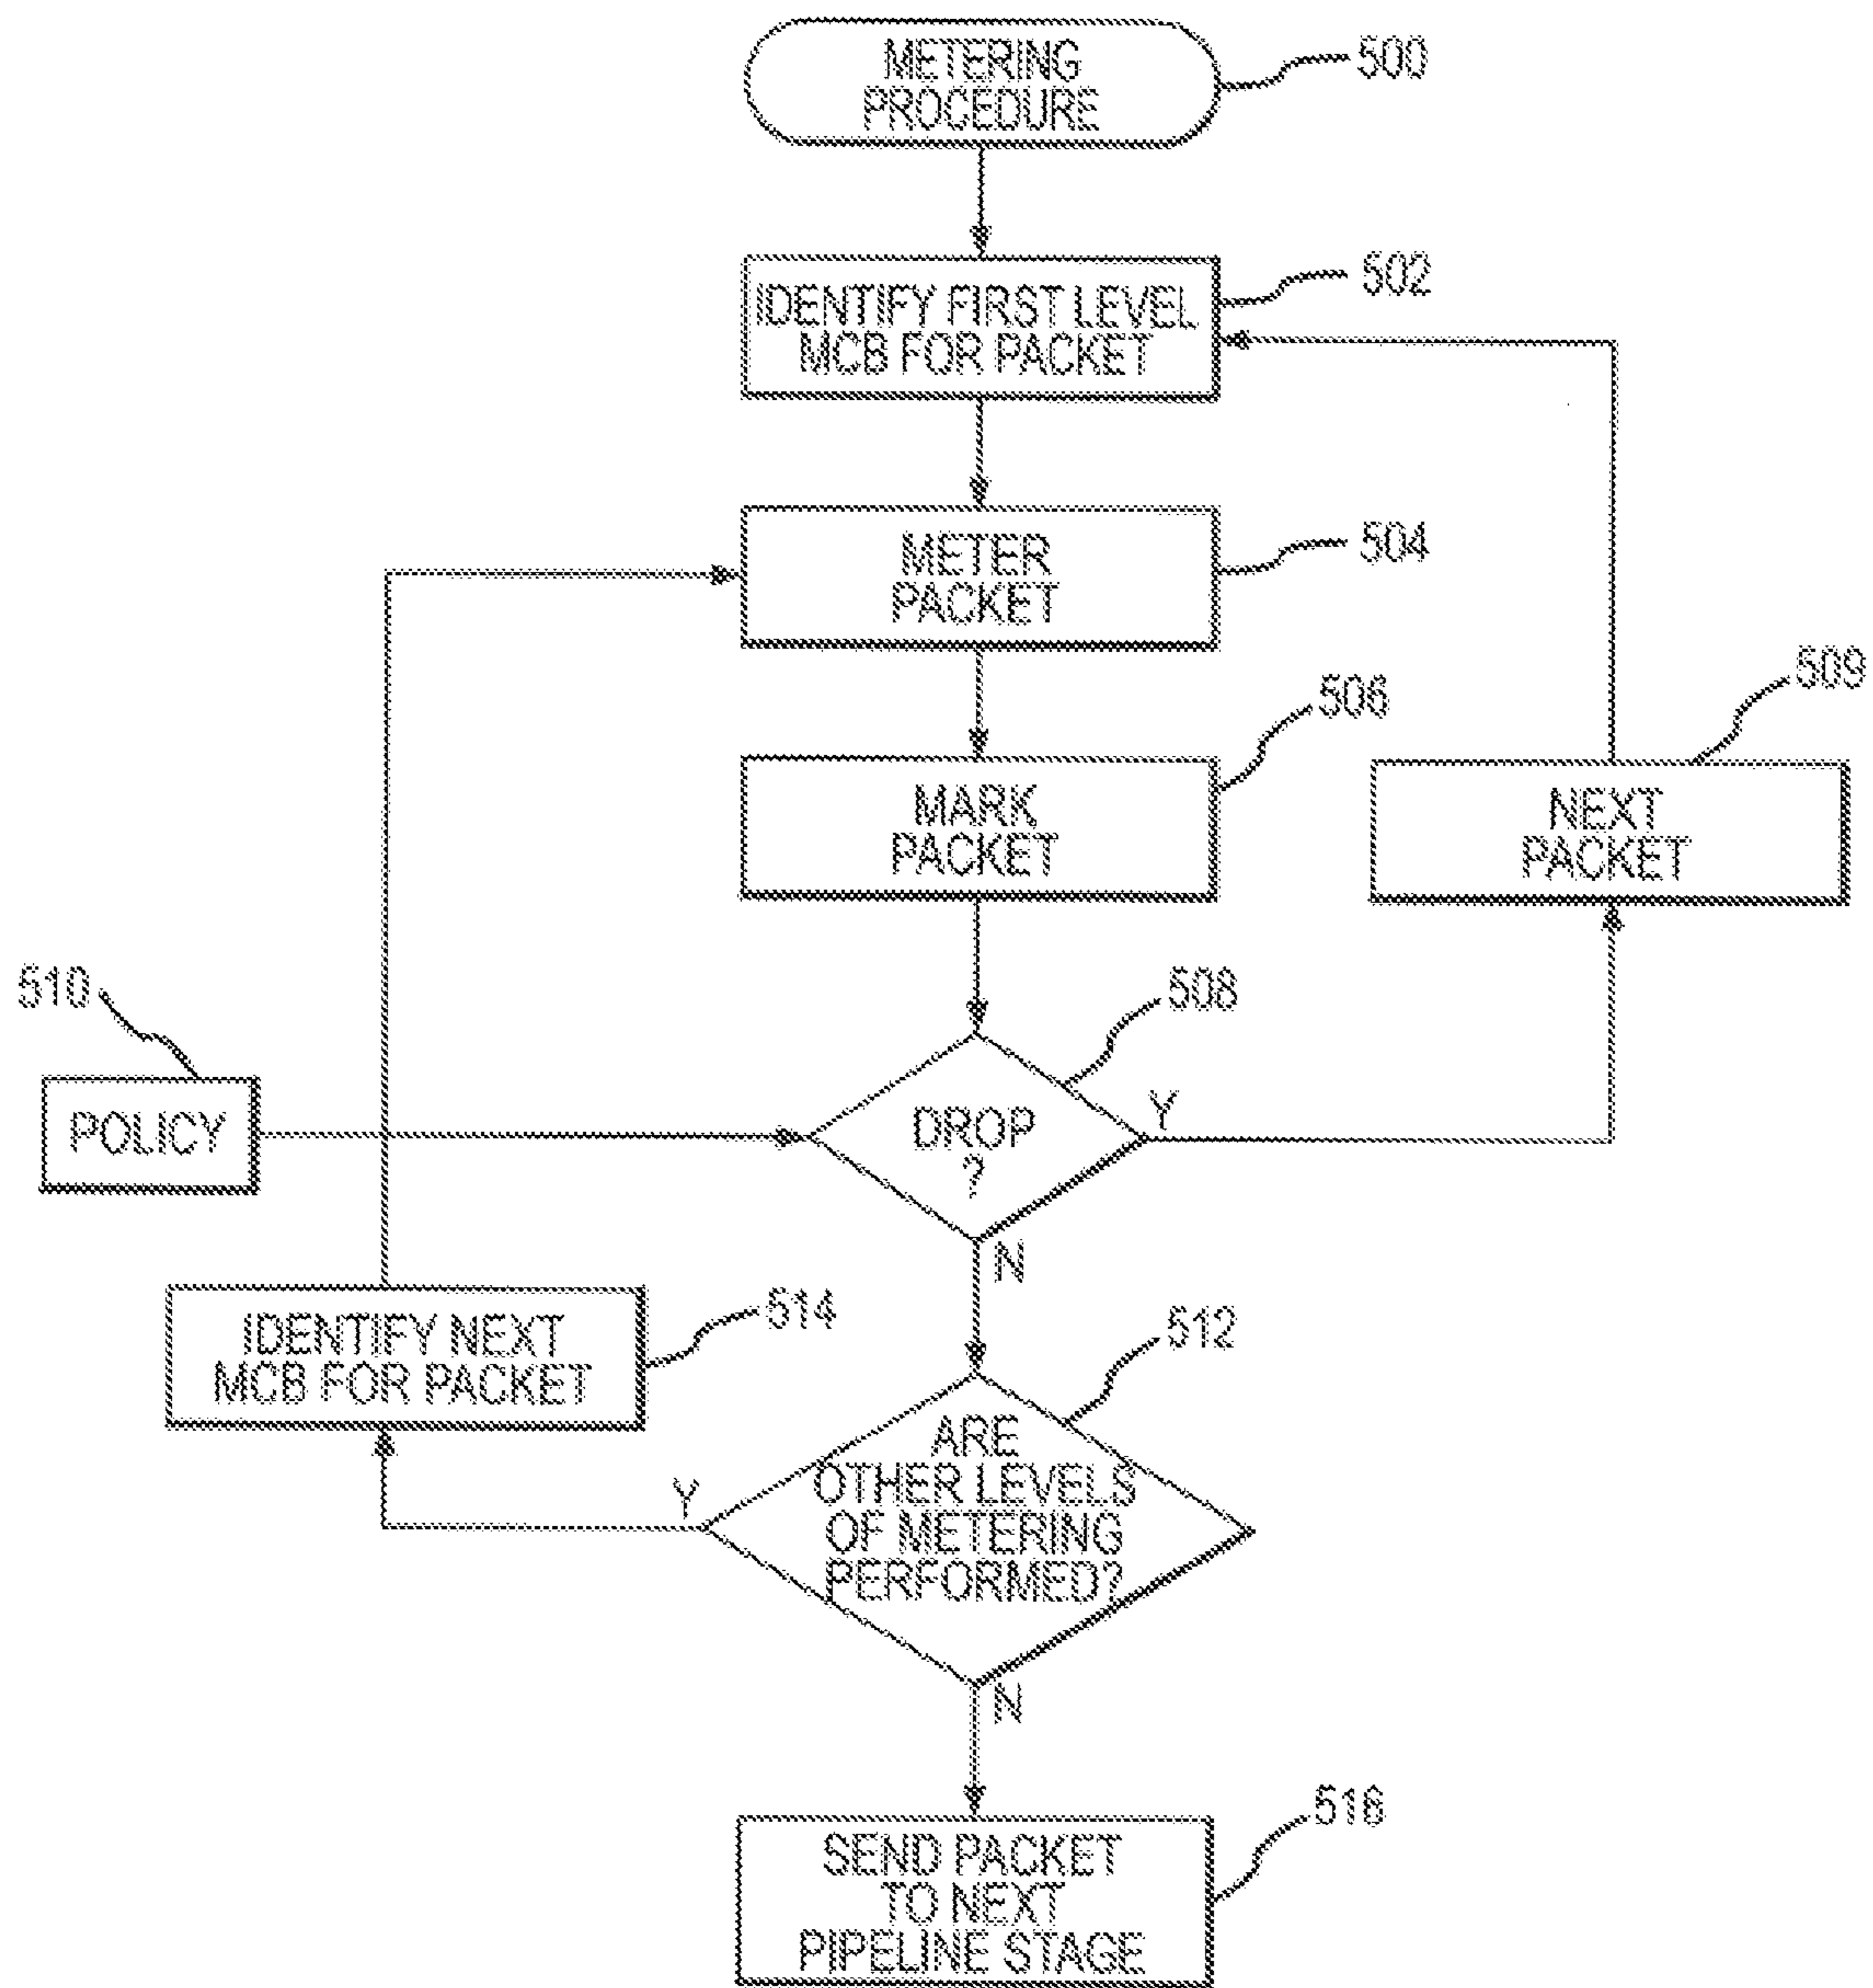 METERING
PROCEDURE
500
IDENTIFY FIRST LEVEL
MCB FOR PACKET
502
METER
PACKET
504
MARK
PACKET
506
NEXT
PACKET
509
POLICY
510
DROP
?
508
Y
N
IDENTIFY NEXT
MCB FOR PACKET
514
ARE
OTHER LEVELS
OF METERING
PERFORMED?
512
Y
N
SEND PACKET
TO NEXT
PIPELINE STAGE
516